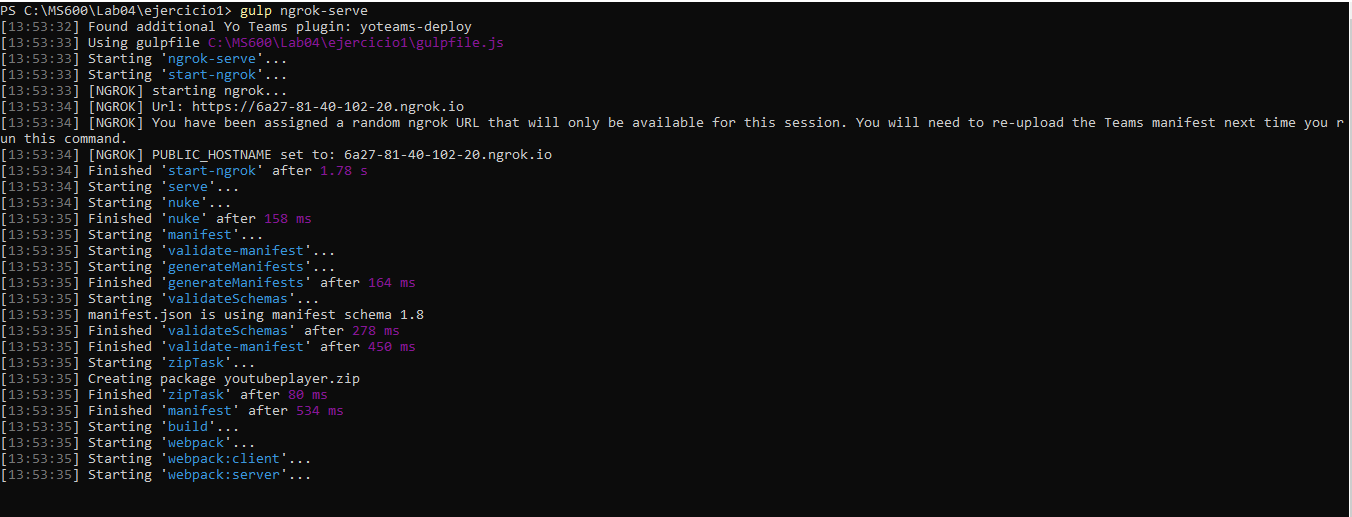 PS C:\MS600\Lab04\ejercicio1> gulp ngrok-serve
[13:53:32] Found additional Yo Teams plugin: yoteams-deploy
[13:53:33] Using gulpfile C:\MS600\Lab04\ejercicio1\gulpfile.js
[13:53:33] Starting 'ngrok-serve'...
[13:53:33] Starting 'start-ngrok'...
[13:53:33] [NGROK] starting ngrok...
[13:53:34] [NGROK] Url: https://6a27-81-40-102-20.ngrok.io
[13:53:34] [NGROK] You have been assigned a random ngrok URL that will only be available for this session. You will need to re-upload the Teams manifest next time you r
un this command.
[13:53:34] [NGROK] PUBLIC_HOSTNAME set to: 6a27-81-40-102-20.ngrok.io
[13:53:34] Finished 'start-ngrok' after 1.78 s
[13:53:34] Starting 'serve'...
[13:53:34] Starting 'nuke'...
[13:53:35] Finished 'nuke' after 158 ms
[13:53:35] Starting 'manifest'...
[13:53:35] Starting 'validate-manifest'...
[13:53:35] Starting 'generateManifests'...
[13:53:35] Finished 'generateManifests' after 164 ms
[13:53:35] Starting 'validateSchemas'...
[13:53:35] manifest.json is using manifest schema 1.8
[13:53:35] Finished 'validateSchemas' after 278 ms
[13:53:35] Finished 'validate-manifest' after 450 ms
[13:53:35] Starting 'zipTask'...
[13:53:35] Creating package youtubeplayer.zip
[13:53:35] Finished 'zipTask' after 80 ms
[13:53:35] Finished 'manifest' after 534 ms
[13:53:35] Starting 'build'...
[13:53:35] Starting 'webpack'...
[13:53:35] Starting 'webpack:client'...
[13:53:35] Starting 'webpack:server'...